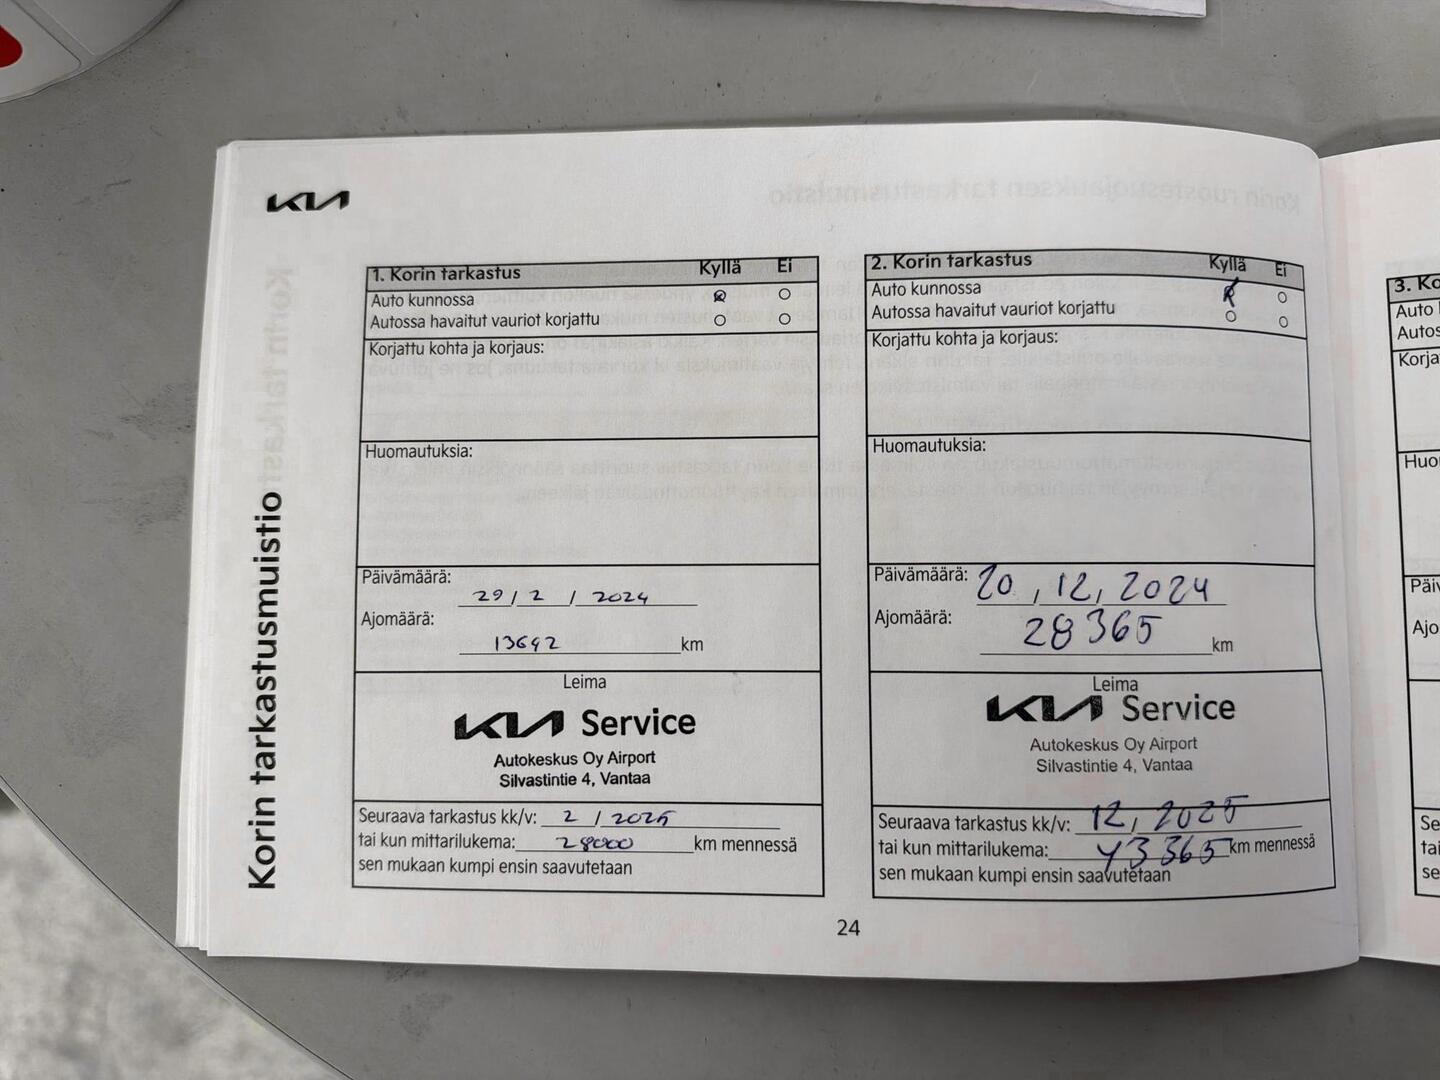 KIA
Korin tarkastusmuistio
1. Korin tarkastus Kyllä Ei
Auto kunnossa
Autossa havaitut vauriot korjattu
Korjattu kohta ja korjaus:
Huomautuksia:
Päivämäärä: 29 / 2 / 2024
Ajomäärä:
13692 km
Leima
KIA Service
Autokeskus Oy Airport
Silvastintie 4, Vantaa
Seuraava tarkastus kk/v: 2 / 2025
tai kun mittarilukema: 28000 km mennessä
sen mukaan kumpi ensin saavutetaan
2. Korin tarkastus Kyllä Ei
Auto kunnossa
Autossa havaitut vauriot korjattu
Korjattu kohta ja korjaus:
Huomautuksia:
Päivämäärä: 20, 12, 2024
Ajomäärä: 28365 km
Leima
KIA Service
Autokeskus Oy Airport
Silvastintie 4, Vantaa
Seuraava tarkastus kk/v: 12, 2025
tai kun mittarilukema: 43365 km mennessä
sen mukaan kumpi ensin saavutetaan
24